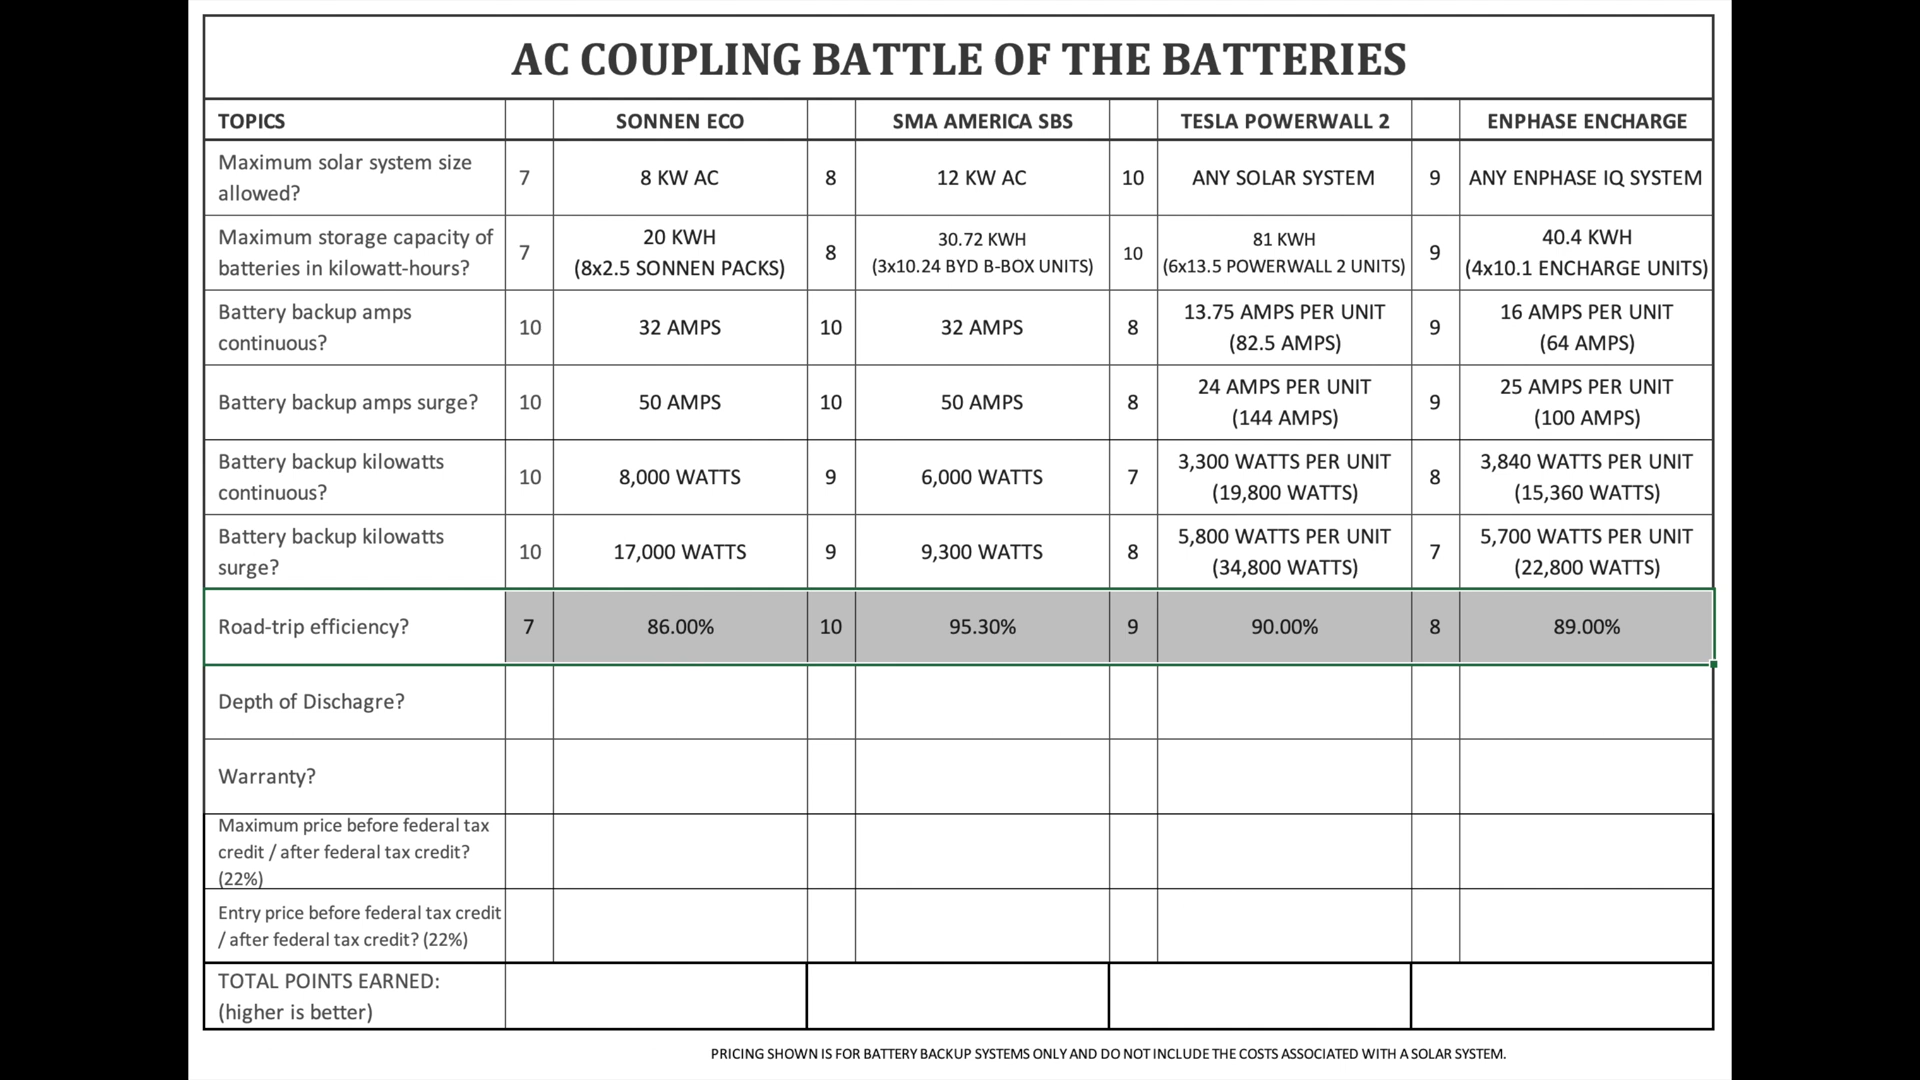 AC COUPLING BATTLE OF THE BATTERIES
TOPICS SONNEN ECO SMA AMERICA SBS TESLA POWERWALL 2 ENPHASE ENCHARGE
Maximum solar system size
allowed?
7 8 KW AC 8 12 KW AC 10 ANY SOLAR SYSTEM 9 ANY ENPHASE IQ SYSTEM
Maximum storage capacity of
batteries in kilowatt-hours?
7
20 KWH
(8x2.5 SONNEN PACKS)
8
30.72 KWH
(3x10.24 BYD B-BOX UNITS)
10
81 KWH
(6x13.5 POWERWALL 2 UNITS)
9
40.4 KWH
(4x10.1 ENCHARGE UNITS)
Battery backup amps
continuous?
10 32 AMPS 10 32 AMPS 8
13.75 AMPS PER UNIT
(82.5 AMPS)
9
16 AMPS PER UNIT
(64 AMPS)
Battery backup amps surge? 10 50 AMPS 10 50 AMPS 8
24 AMPS PER UNIT
(144 AMPS)
9
25 AMPS PER UNIT
(100 AMPS)
Battery backup kilowatts
continuous?
10 8,000 WATTS 9 6,000 WATTS 7
3,300 WATTS PER UNIT
(19,800 WATTS)
8
3,840 WATTS PER UNIT
(15,360 WATTS)
Battery backup kilowatts
surge?
10 17,000 WATTS 9 9,300 WATTS 8
5,800 WATTS PER UNIT
(34,800 WATTS)
7
5,700 WATTS PER UNIT
(22,800 WATTS)
Road-trip efficiency? 7 86.00% 10 95.30% 9 90.00% 8 89.00%
Depth of Dischagre?
Warranty?
Maximum price before federal tax
credit / after federal tax credit?
(22%)
Entry price before federal tax credit
/ after federal tax credit? (22%)
TOTAL POINTS EARNED:
(higher is better)
PRICING SHOWN IS FOR BATTERY BACKUP SYSTEMS ONLY AND DO NOT INCLUDE THE COSTS ASSOCIATED WITH A SOLAR SYSTEM.